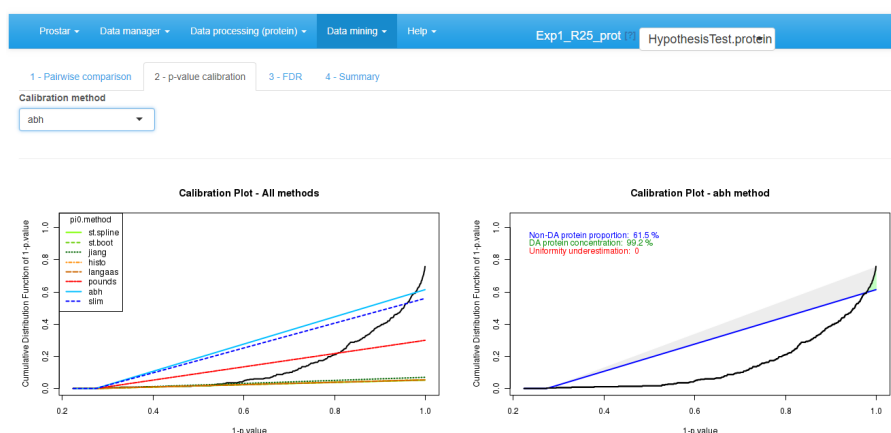 Prostar Data manager Data processing (protein) Data mining Help Exp1_R25_prot [?] HypothesisTest.protein
1 - Pairwise comparison 2 - p-value calibration 3 - FDR 4 - Summary
Calibration method
abh
Calibration Plot - All methods
Cumulative Distribution Function of 1-p.value
1.0
0.8
0.6
0.4
0.2
0.0
pi0.method
st.spline
st.boot
jiang
histo
langaas
pounds
abh
slim
0.2 0.4 0.6 0.8 1.0
1-p.value
Calibration Plot - abh method
Cumulative Distribution Function of 1-p.value
1.0
0.8
0.6
0.4
0.2
0.0
Non-DA protein proportion: 61.5 %
DA protein concentration: 99.2 %
Uniformity underestimation: 0
0.2 0.4 0.6 0.8 1.0
1-p.value